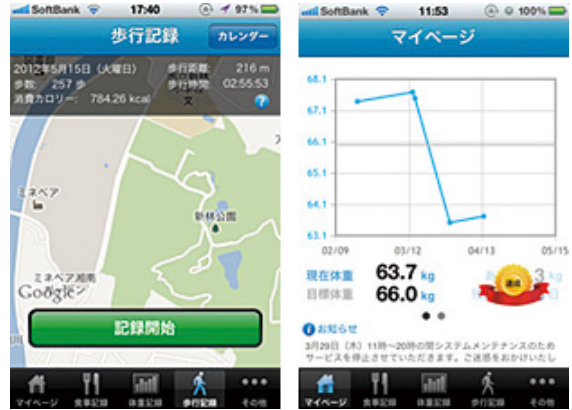 SoftBank 17:40 97%
歩行記録 カレンダー
2012年5月15日（火曜日） 歩行距離: 216 m
歩数: 257 歩 歩行時間: 02:55:53
消費カロリー: 784.26 kcal ?
文
ミネベア
新林公園
ミネベア湘南
Google
記録開始
マイページ 食事記録 体重記録 歩行記録 その他
SoftBank 11:53 100%
マイページ
68.1
67.1
66.1
65.1
64.1
63.1
02/09 03/12 04/13 05/15
現在体重 63.7 kg 達成 3 kg
目標体重 66.0 kg 日
お知らせ
3月29日（木）11時～20時の間システムメンテナンスのため
サービスを停止させていただきます。ご迷惑をおかけいたし
マイページ 食事記録 体重記録 歩行記録 その他